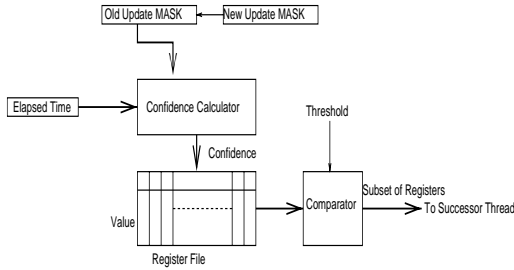 Old Update MASK
New Update MASK
Elapsed Time
Confidence Calculator
Threshold
Confidence
Subset of Registers
Value
Comparator
To Successor Thread
Register File